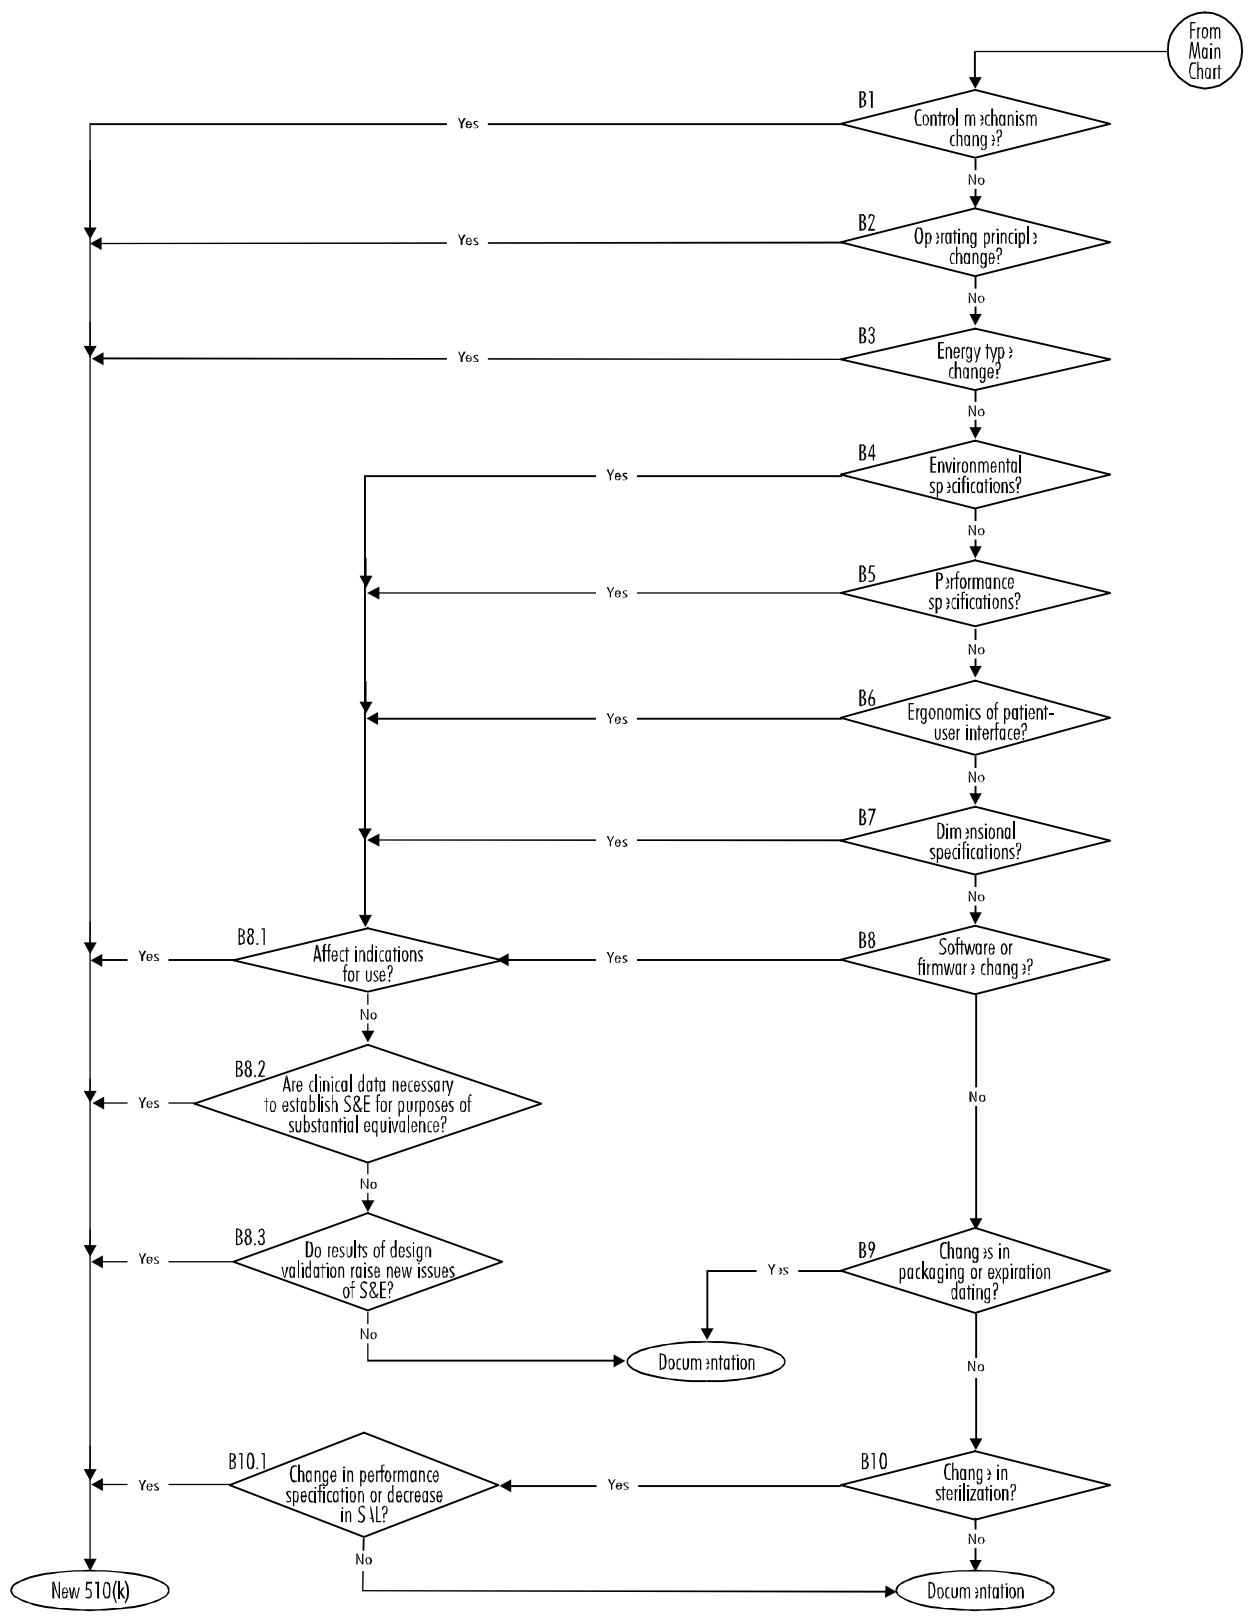 From
Main
Chart
B1
Control mechanism
change?
Yes
No
B2
Operating principle
change?
Yes
No
B3
Energy type
change?
Yes
No
B4
Environmental
specifications?
Yes
No
B5
Performance
specifications?
Yes
No
B6
Ergonomics of patient-
user interface?
Yes
No
B7
Dimensional
specifications?
Yes
No
B8
Software or
firmware change?
Yes
No
B8.1
Affect indications
for use?
Yes
No
B8.2
Are clinical data necessary
to establish S&E for purposes of
substantial equivalence?
Yes
No
B8.3
Do results of design
validation raise new issues
of S&E?
Yes
No
B9
Changes in
packaging or expiration
dating?
Yes
No
Documentation
B10
Change in
sterilization?
Yes
No
B10.1
Change in performance
specification or decrease
in SAL?
Yes
No
New 510(k)
Documentation